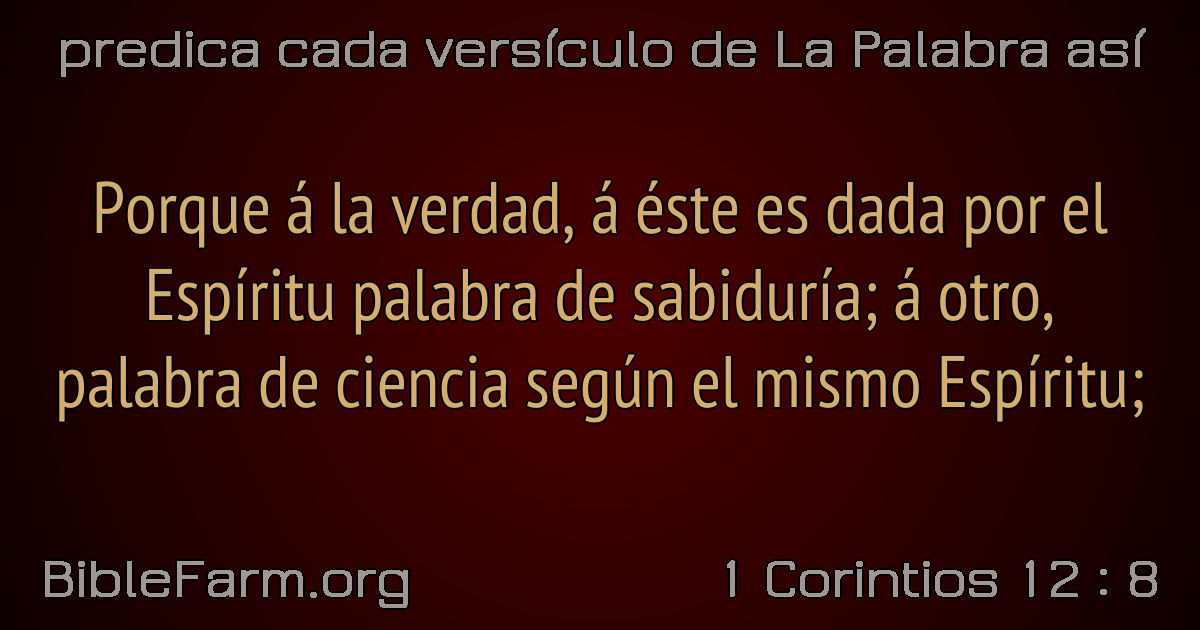 predica cada versículo de La Palabra así
Porque á la verdad, á éste es dada por el
Espíritu palabra de sabiduría; á otro,
palabra de ciencia según el mismo Espíritu;
BibleFarm.org
1 Corintios 12 : 8